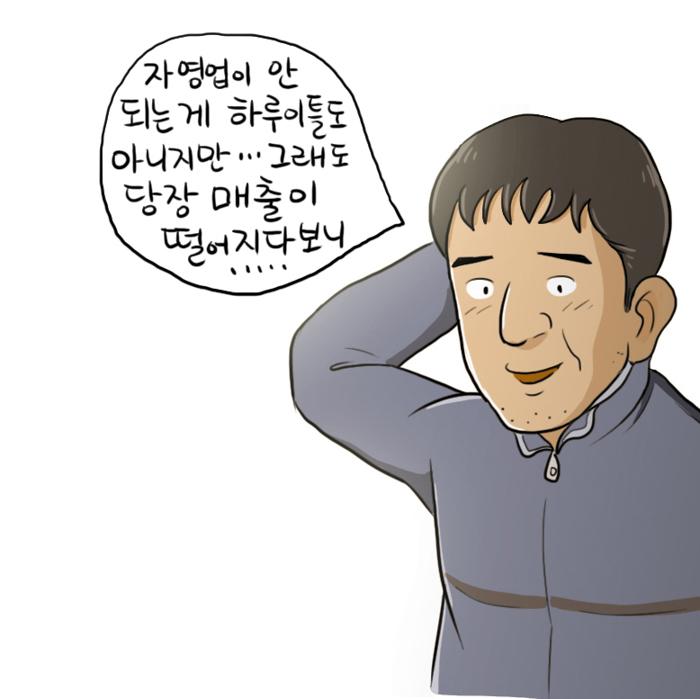 자영업이 안
되는게 하루이틀도
아니지만...그래도
당장 매출이
떨어지다보니
.....